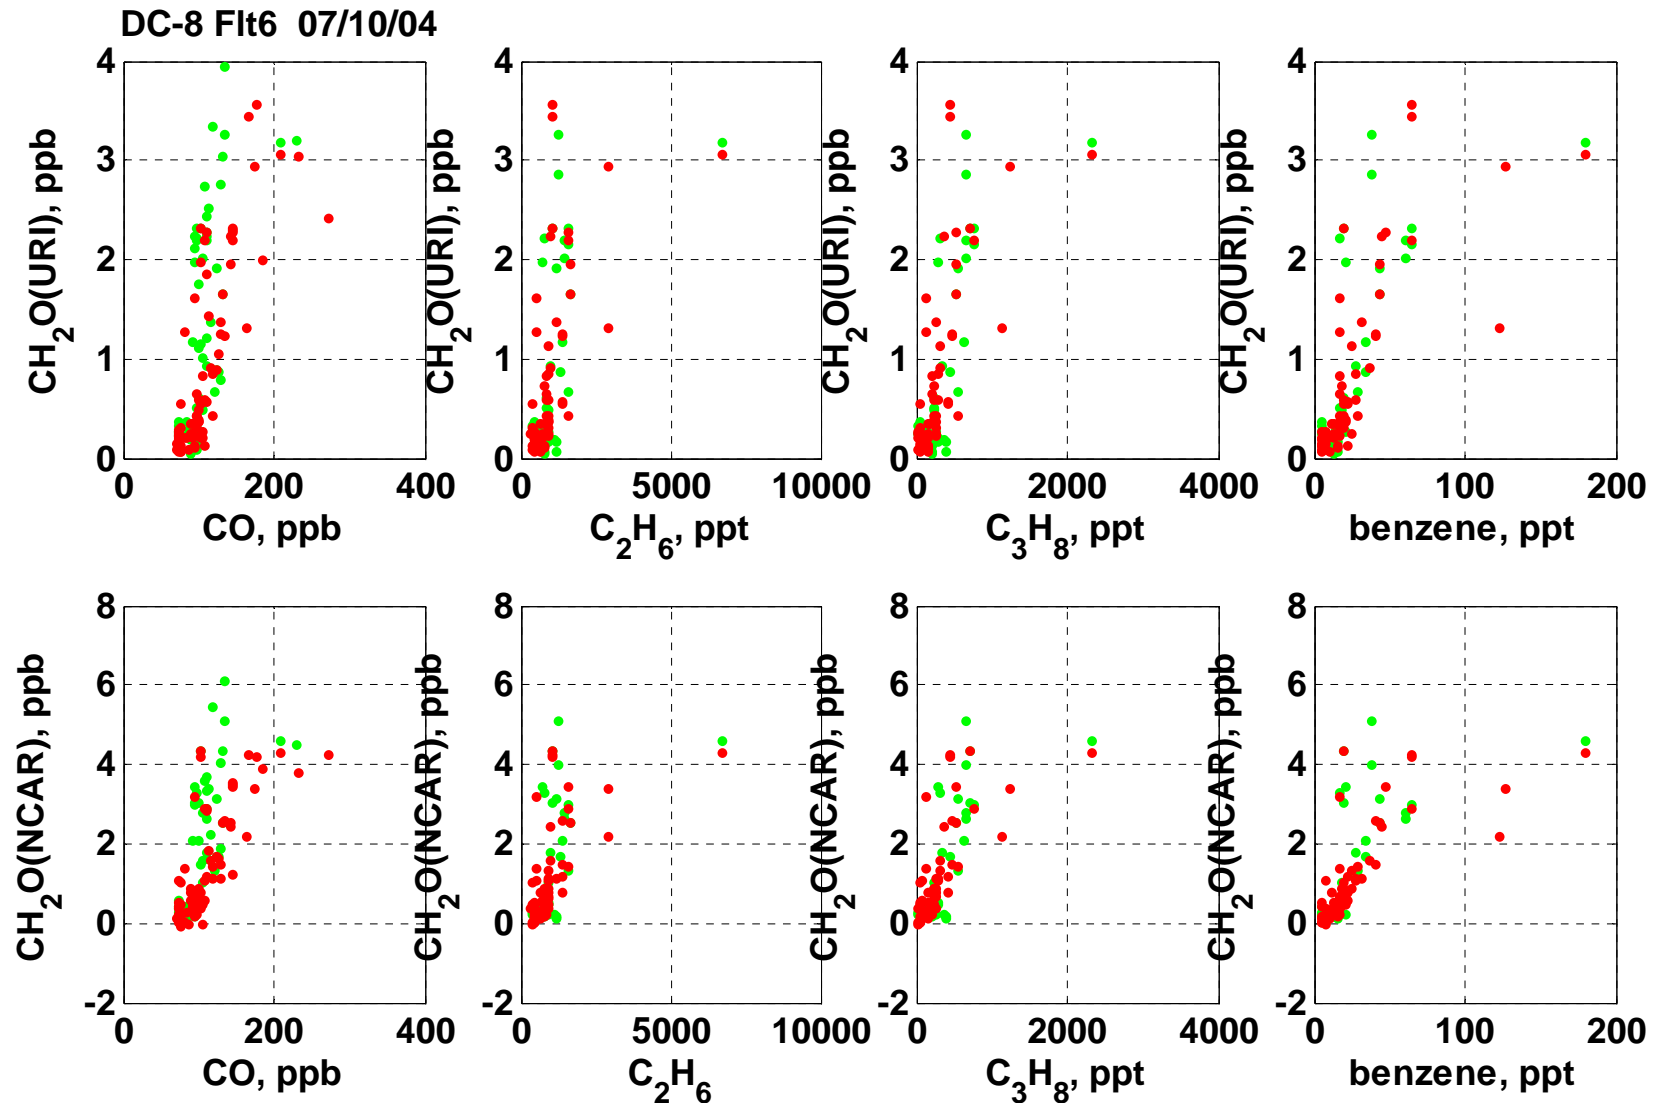 DC-8 Flt6  07/10/04
CH2O(URI), ppb
4
3
2
1
0
0 200 400
CO, ppb
CH2O(URI), ppb
4
3
2
1
0
0 5000 10000
C2H6, ppt
CH2O(URI), ppb
4
3
2
1
0
0 2000 4000
C3H8, ppt
CH2O(URI), ppb
4
3
2
1
0
0 100 200
benzene, ppt
CH2O(NCAR), ppb
8
6
4
2
0
-2
0 200 400
CO, ppb
CH2O(NCAR), ppb
8
6
4
2
0
-2
0 5000 10000
C2H6
CH2O(NCAR), ppb
8
6
4
2
0
-2
0 2000 4000
C3H8, ppt
CH2O(NCAR), ppb
8
6
4
2
0
-2
0 100 200
benzene, ppt